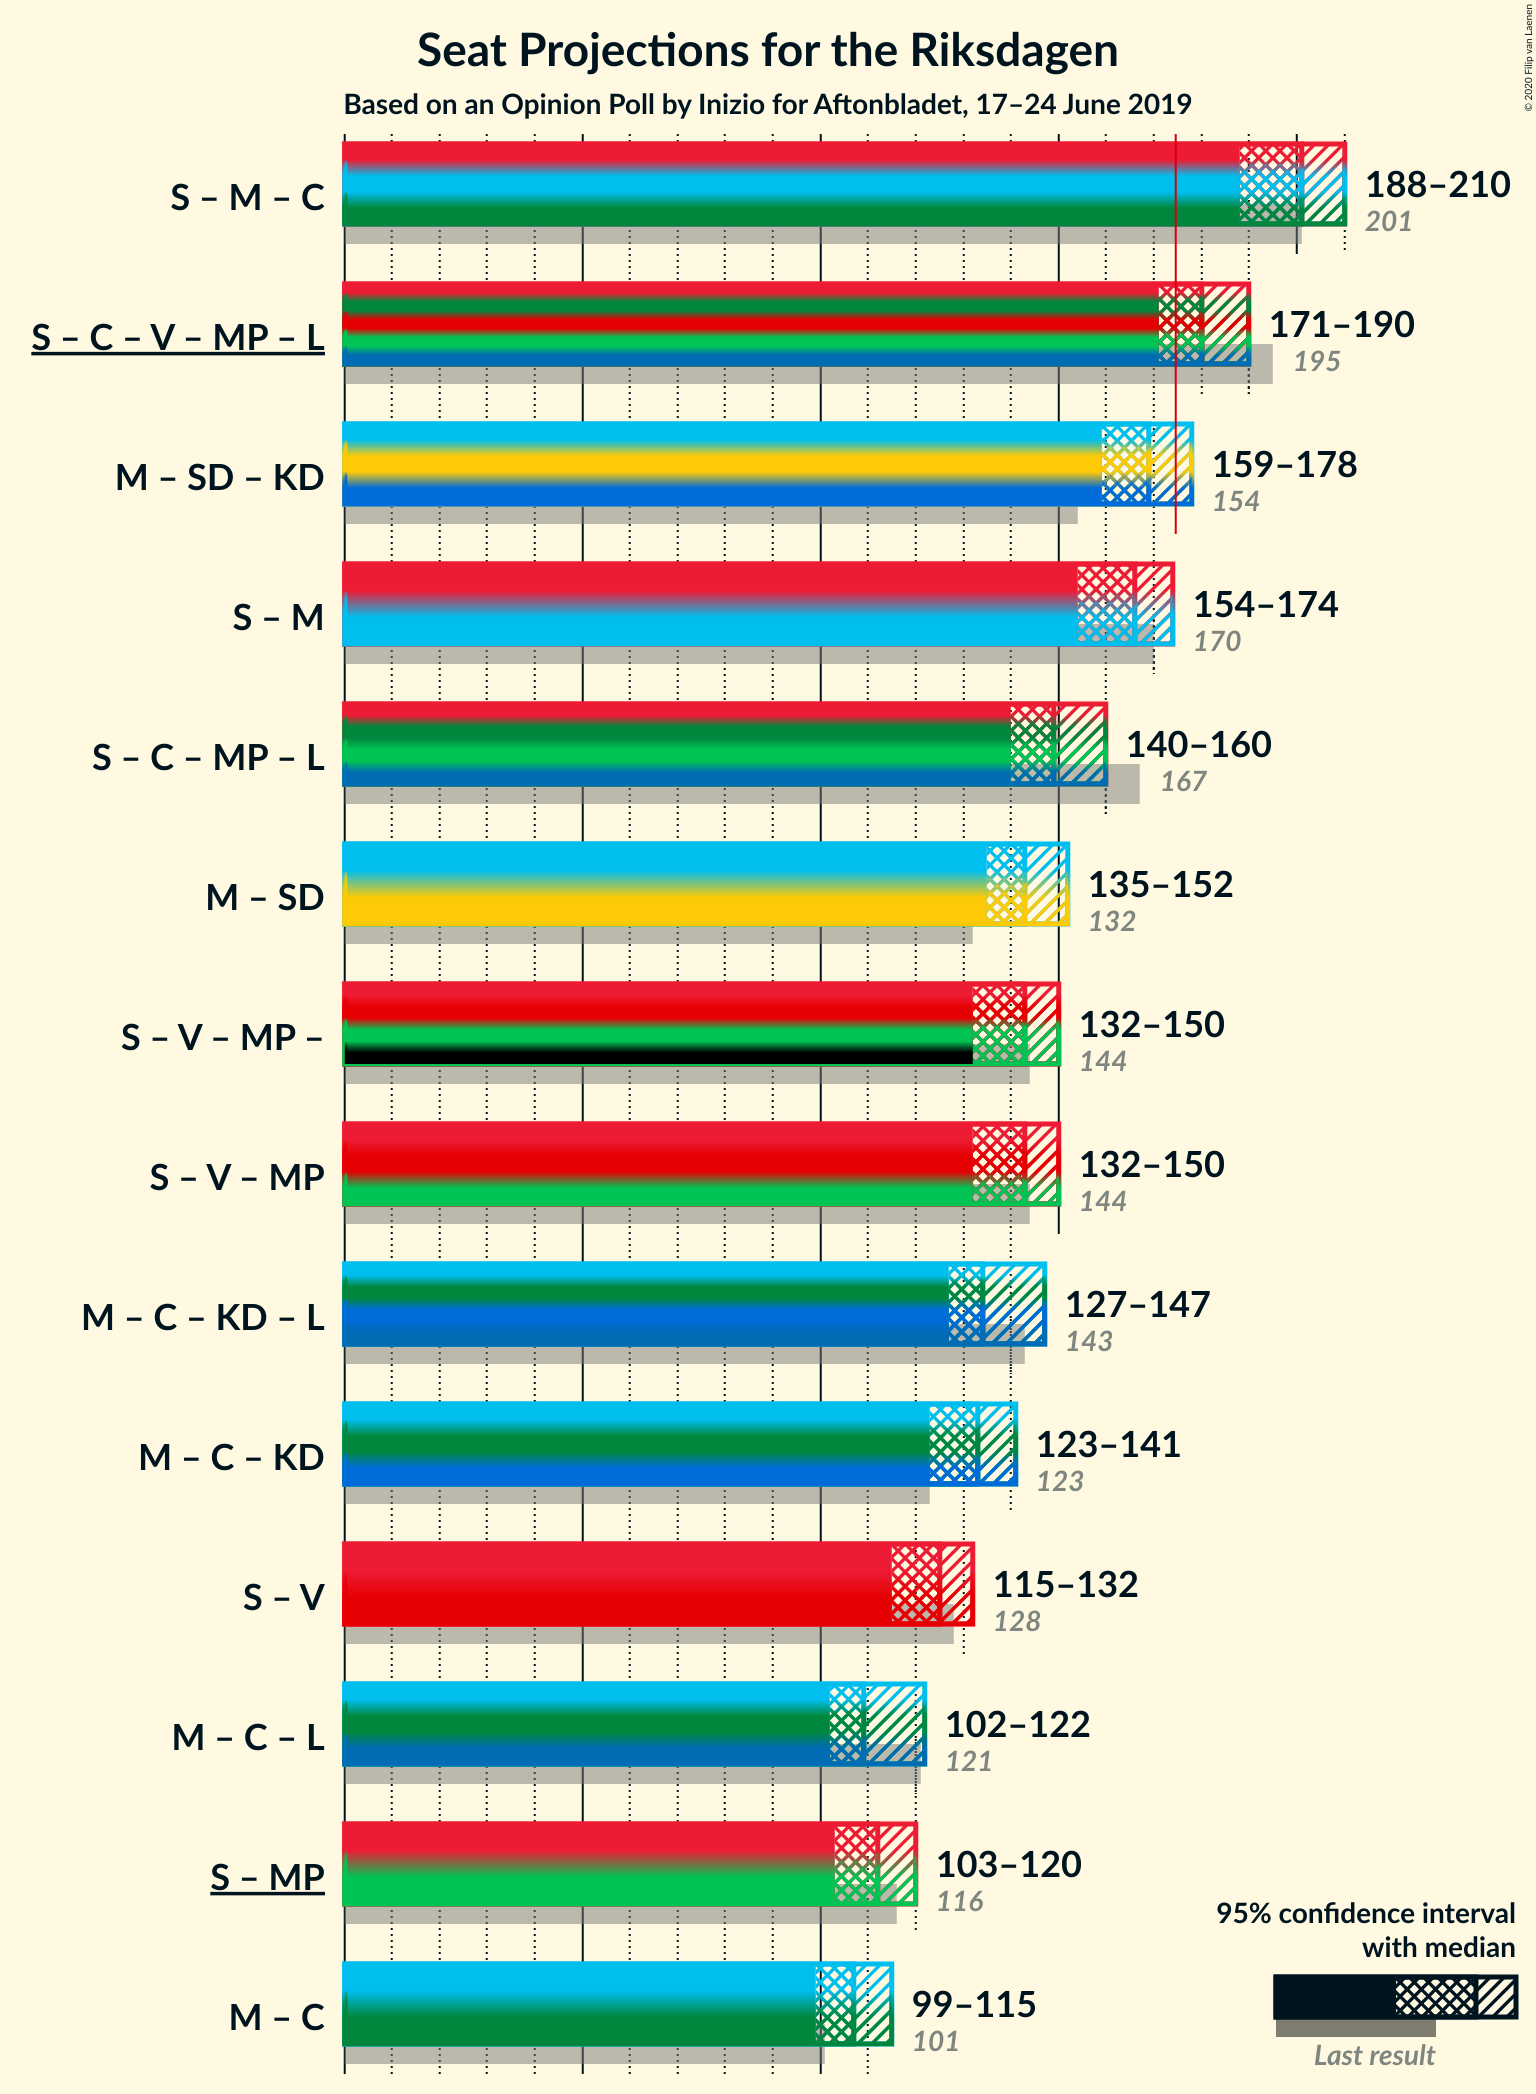 Seat Projections for the Riksdagen
Based on an Opinion Poll by Inizio for Aftonbladet, 17–24 June 2019
© 2020 Filip van Laenen
S – M – C
188–210
201
S – C – V – MP – L
171–190
195
M – SD – KD
159–178
154
S – M
154–174
170
S – C – MP – L
140–160
167
M – SD
135–152
132
S – V – MP –
132–150
144
S – V – MP
132–150
144
M – C – KD – L
127–147
143
M – C – KD
123–141
123
S – V
115–132
128
M – C – L
102–122
121
S – MP
103–120
116
M – C
99–115
101
95% confidence interval
with median
Last result